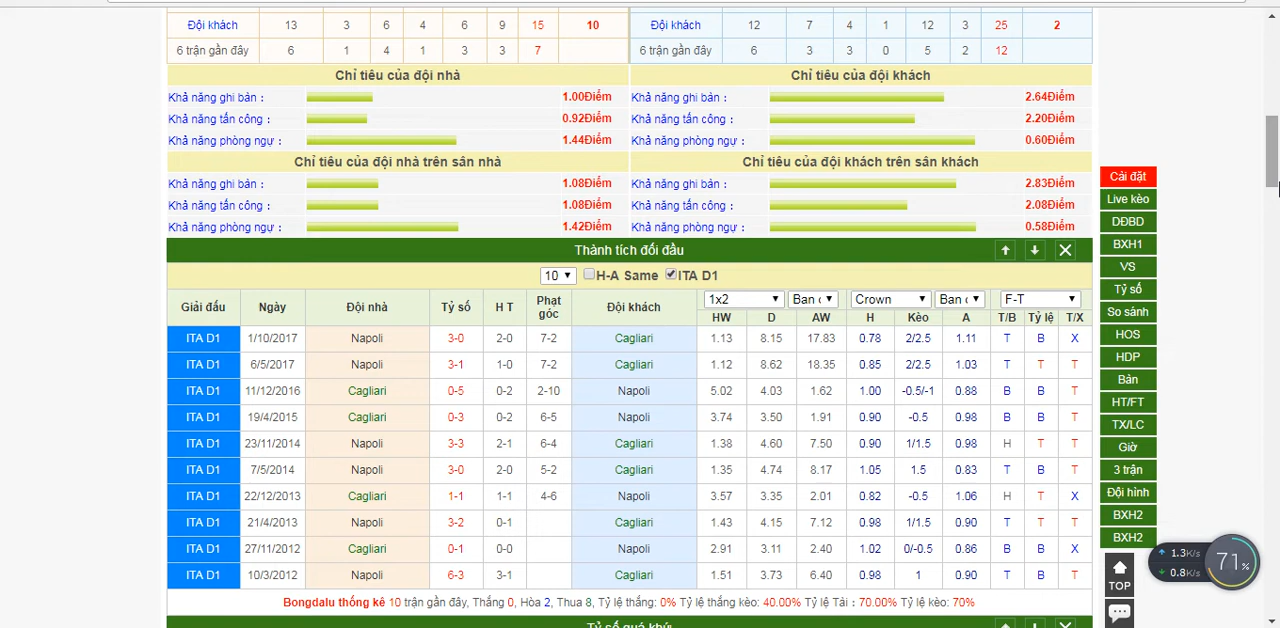 Đội khách 13 3 6 4 6 9 15 10 Đội khách 12 7 4 1 12 3 25 2
6 trận gần đây 6 1 4 1 3 3 7 6 trận gần đây 6 3 3 0 5 2 12
Chỉ tiêu của đội nhà Chỉ tiêu của đội khách
Khả năng ghi bàn : 1.00Điểm Khả năng ghi bàn : 2.64Điểm
Khả năng tấn công : 0.92Điểm Khả năng tấn công : 2.20Điểm
Khả năng phòng ngự : 1.44Điểm Khả năng phòng ngự : 0.60Điểm
Chỉ tiêu của đội nhà trên sân nhà Chỉ tiêu của đội khách trên sân khách
Khả năng ghi bàn : 1.08Điểm Khả năng ghi bàn : 2.83Điểm
Khả năng tấn công : 1.08Điểm Khả năng tấn công : 2.08Điểm
Khả năng phòng ngự : 1.42Điểm Khả năng phòng ngự : 0.58Điểm
Thành tích đối đầu
10 H-A Same ITA D1
Giải đấu Ngày Đội nhà Tỷ số H T Phạt góc Đội khách 1x2 Ban Crown Ban F-T
HW D AW H Kèo A T/B Tỷ lệ T/X
ITA D1 1/10/2017 Napoli 3-0 2-0 7-2 Cagliari 1.13 8.15 17.83 0.78 2/2.5 1.11 T B X
ITA D1 6/5/2017 Napoli 3-1 1-0 7-2 Cagliari 1.12 8.62 18.35 0.85 2/2.5 1.03 T T T
ITA D1 11/12/2016 Cagliari 0-5 0-2 2-10 Napoli 5.02 4.03 1.62 1.00 -0.5/-1 0.88 B B T
ITA D1 19/4/2015 Cagliari 0-3 0-2 6-5 Napoli 3.74 3.50 1.91 0.90 -0.5 0.98 B B T
ITA D1 23/11/2014 Napoli 3-3 2-1 6-4 Cagliari 1.38 4.60 7.50 0.90 1/1.5 0.98 H T T
ITA D1 7/5/2014 Napoli 3-0 2-0 5-2 Cagliari 1.35 4.74 8.17 1.05 1.5 0.83 T B T
ITA D1 22/12/2013 Cagliari 1-1 1-1 4-6 Napoli 3.57 3.35 2.01 0.82 -0.5 1.06 H T X
ITA D1 21/4/2013 Napoli 3-2 0-1 Cagliari 1.43 4.15 7.12 0.98 1/1.5 0.90 T T T
ITA D1 27/11/2012 Cagliari 0-1 0-0 Napoli 2.91 3.11 2.40 1.02 0/-0.5 0.86 B B X
ITA D1 10/3/2012 Napoli 6-3 3-1 Cagliari 1.51 3.73 6.40 0.98 1 0.90 T B T
Bongdalu thống kê 10 trận gần đây, Thắng 0, Hòa 2, Thua 8, Tỷ lệ thắng: 0% Tỷ lệ thắng kèo: 40.00% Tỷ lệ Tài : 70.00% Tỷ lệ kèo: 70%
Tỷ số quá khứ
Cài đặt
Live kèo
DĐBD
BXH1
VS
Tỷ số
So sánh
HOS
HDP
Bàn
HT/FT
TX/LC
Giờ
3 trận
Đội hình
BXH2
BXH2
TOP
1.3K/s
0.8K/s
71%